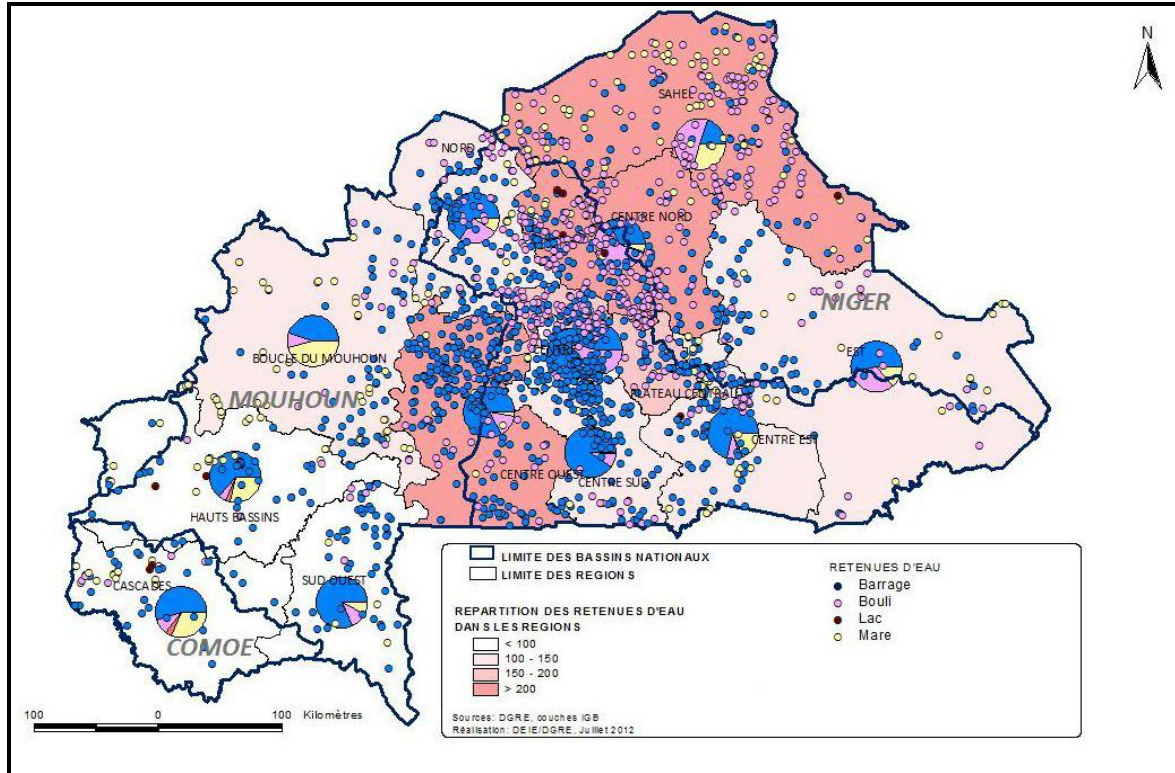 N
SAHEL
NORD
CENTRE NORD
NIGER
EST
CENTRE
BOUCLE DU MOUHOUN
MOUHOUN
PLATEAU CENTRAL
CENTRE EST
CENTRE OUEST
CENTRE SUD
HAUTS BASSINS
CASCADES
SUD OUEST
COMOE
LIMITE DES BASSINS NATIONAUX
LIMITE DES REGIONS
REPARTITION DES RETENUES D'EAU
DANS LES REGIONS
< 100
100 - 150
150 - 200
> 200
RETENUES D'EAU
Barrage
Bouli
Lac
Mare
Sources: DGRE, couches IGB
Réalisation: DEIE/DGRE, Juillet 2012
100 0 100 Kilomètres